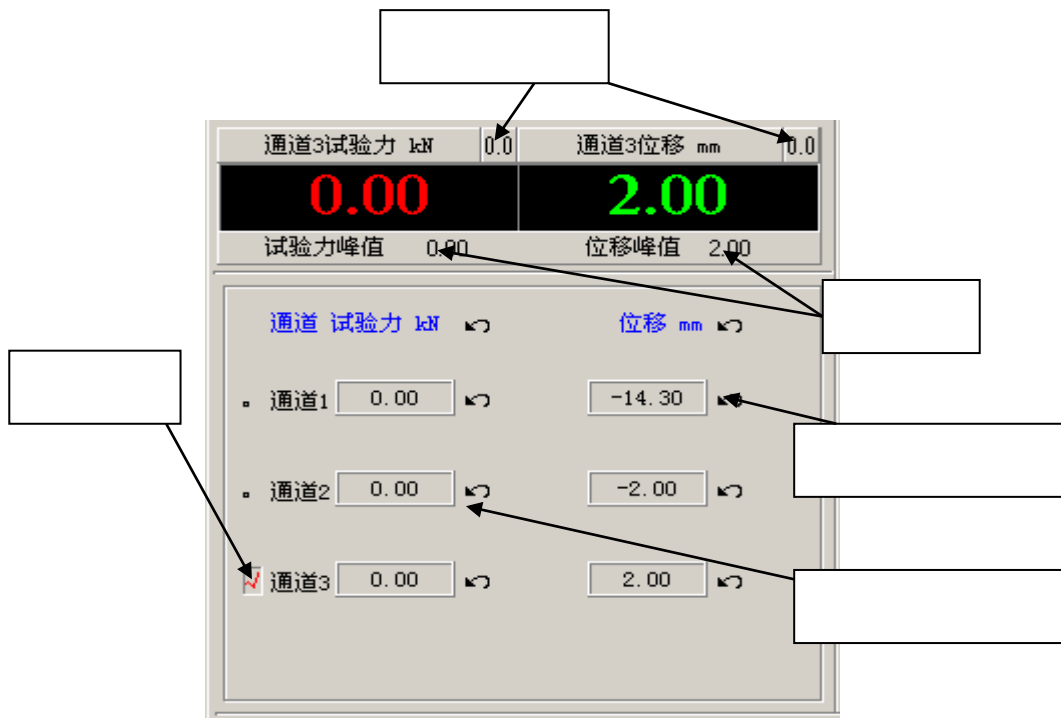 通道3试验力 kN 0.0 通道3位移 mm 0.0
0.00 2.00
试验力峰值 0.00 位移峰值 2.00
通道 试验力 kN 位移 mm
通道1 0.00 -14.30
通道2 0.00 -2.00
通道3 0.00 2.00